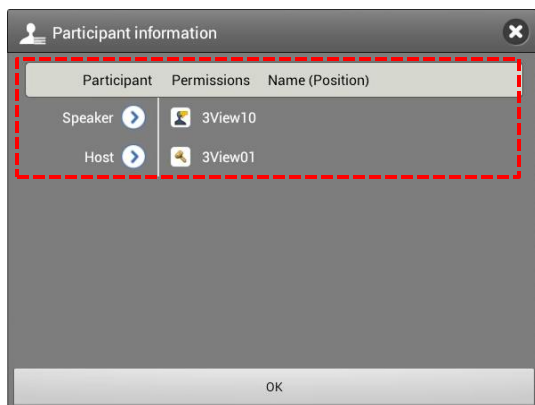 Participant information
Participant Permissions Name (Position)
Speaker 3View10
Host 3View01
OK